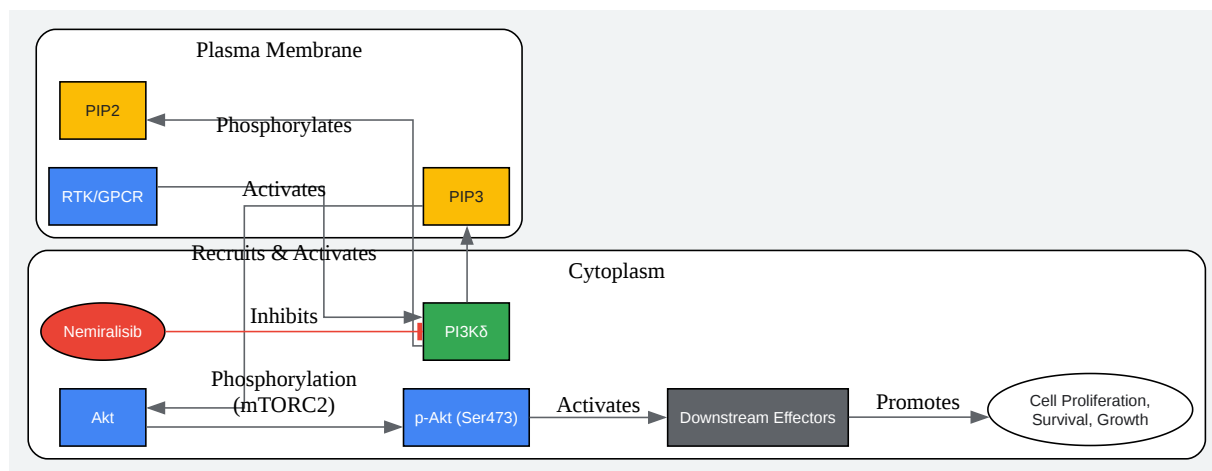 Plasma Membrane
PIP2
Phosphorylates
RTK/GPCR
Activates
PIP3
Recruits & Activates
Cytoplasm
Nemiralisib
Inhibits
PI3Kδ
Phosphorylation
(mTORC2)
Akt
p-Akt (Ser473)
Activates
Downstream Effectors
Promotes
Cell Proliferation,
Survival, Growth